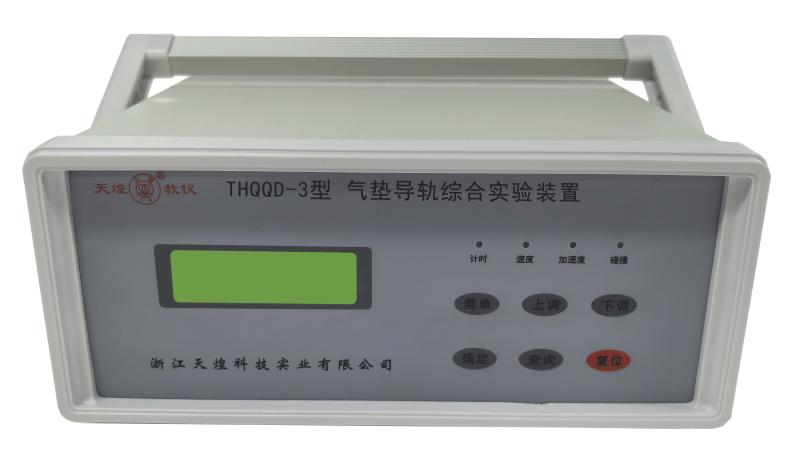 天煌®教仪
THQQD-3型 气垫导轨综合实验装置
计时 速度 加速度 碰撞
菜单 上调 下调
确定 查询 复位
浙江天煌科技实业有限公司